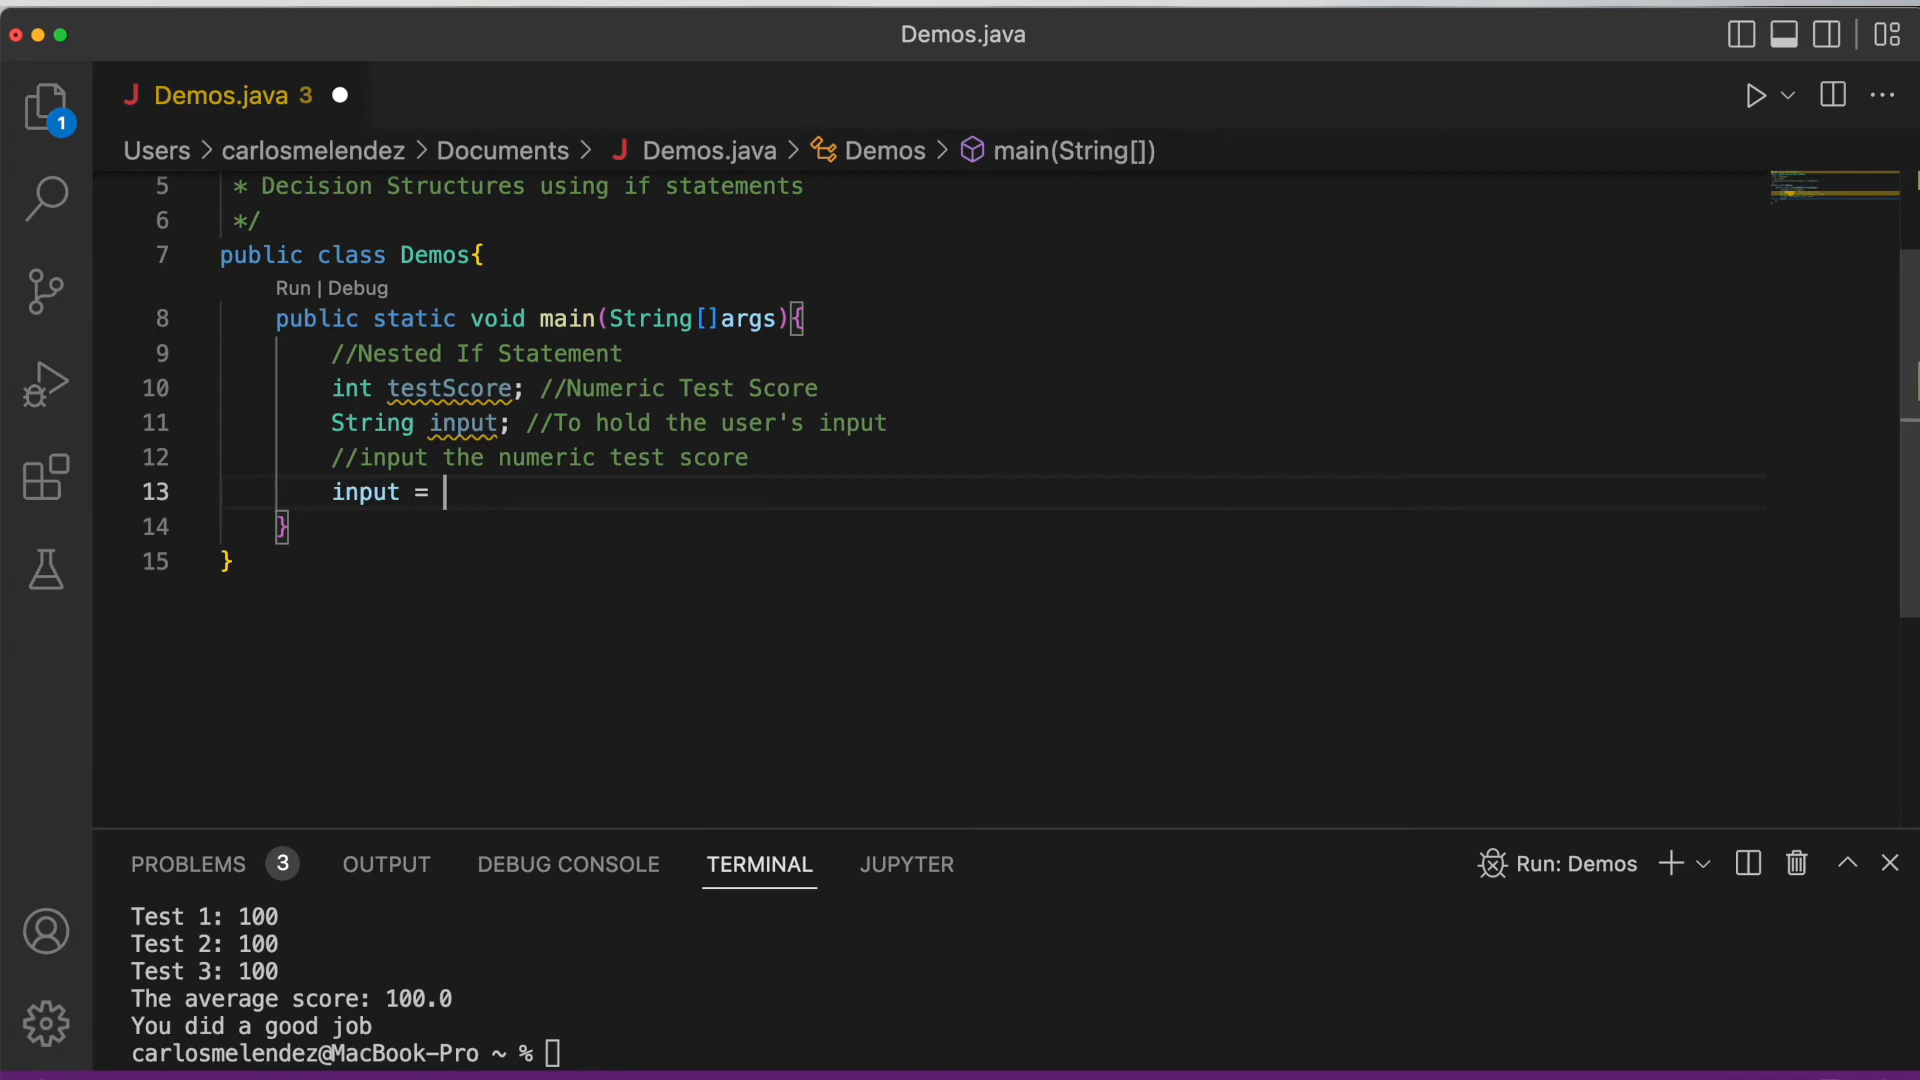 Demos.java
1
J Demos.java 3
Users > carlosmelendez > Documents > J Demos.java > Demos > main(String[])
5 * Decision Structures using if statements
6 */
7 public class Demos{
Run | Debug
8 public static void main(String[]args){
9 //Nested If Statement
10 int testScore; //Numeric Test Score
11 String input; //To hold the user's input
12 //input the numeric test score
13 input =
14 }
15 }
PROBLEMS 3 OUTPUT DEBUG CONSOLE TERMINAL JUPYTER Run: Demos
Test 1: 100
Test 2: 100
Test 3: 100
The average score: 100.0
You did a good job
carlosmelendez@MacBook-Pro ~ %